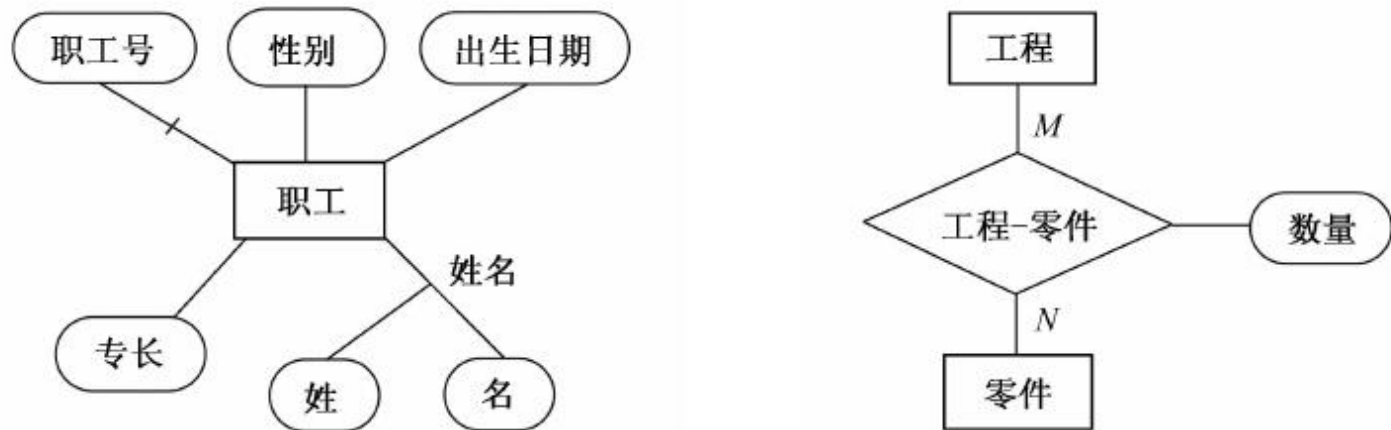 职工号 性别 出生日期
职工
姓名
专长
姓 名
工程
M
工程-零件 数量
N
零件